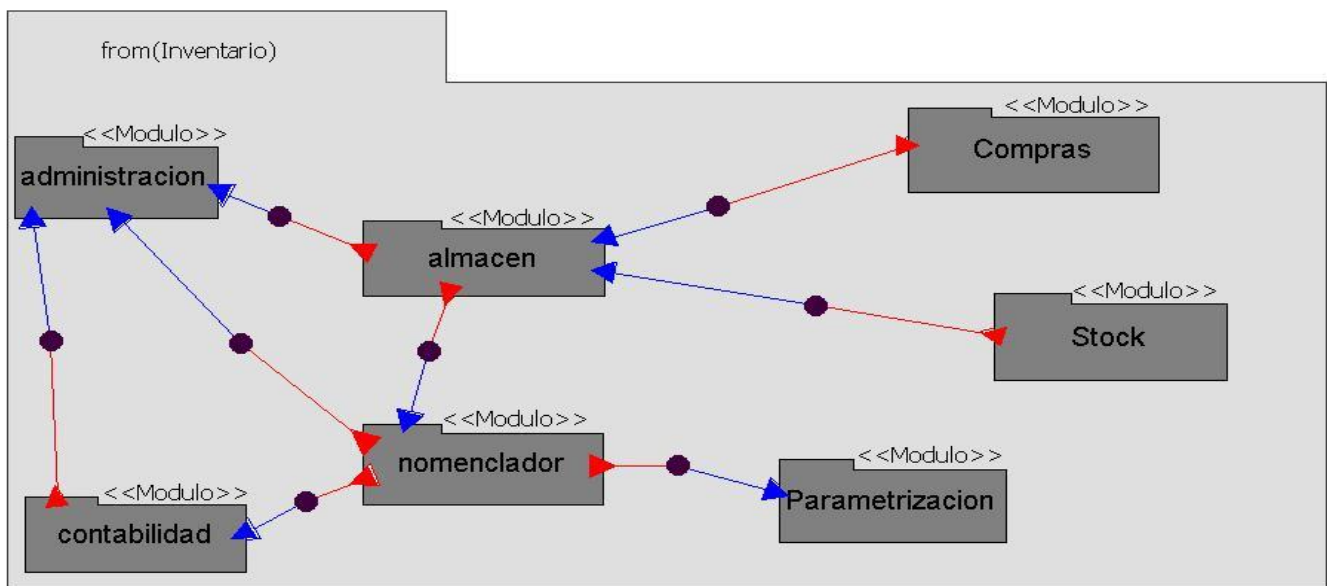 from(Inventario)
<<Modulo>>
administracion
<<Modulo>>
Compras
<<Modulo>>
almacen
<<Modulo>>
Stock
<<Modulo>>
nomenclador
<<Modulo>>
Parametrizacion
<<Modulo>>
contabilidad